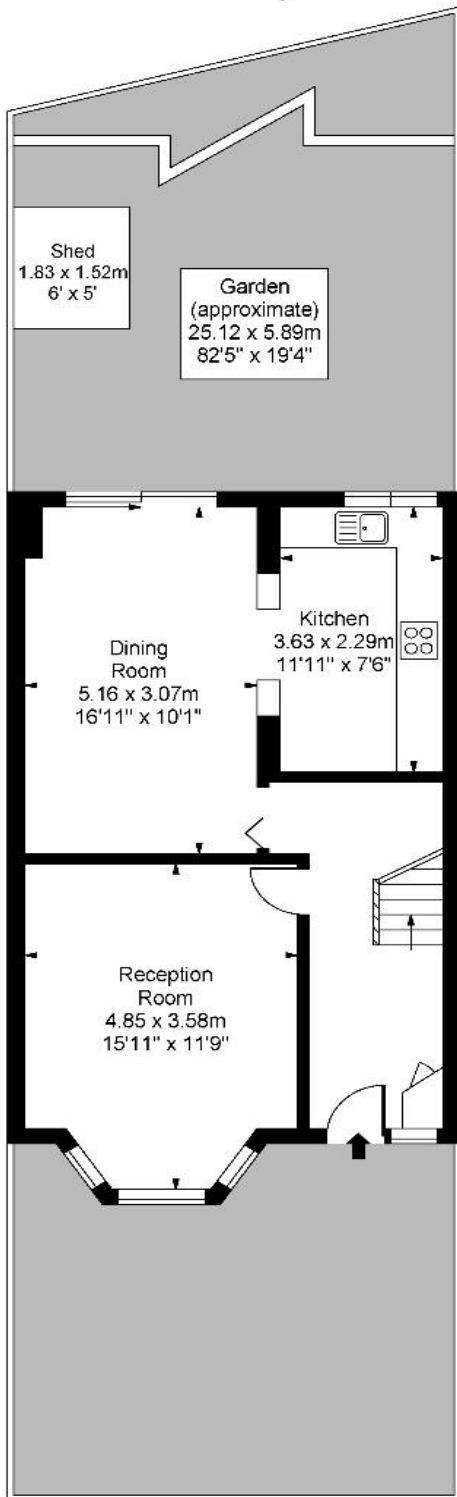 Shed
1.83 x 1.52m
6' x 5'
Garden
(approximate)
25.12 x 5.89m
82'5" x 19'4"
Kitchen
3.63 x 2.29m
11'11" x 7'6"
Dining
Room
5.16 x 3.07m
16'11" x 10'1"
Reception
Room
4.85 x 3.58m
15'11" x 11'9"